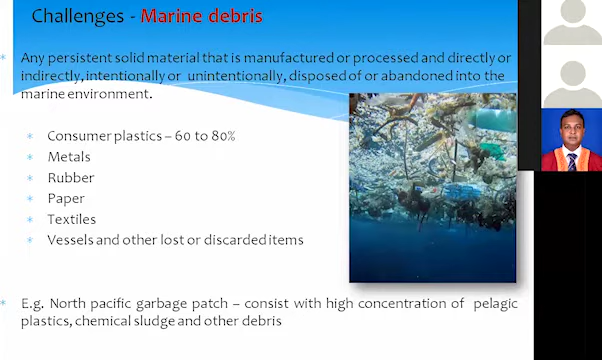 Challenges - Marine debris
* Any persistent solid material that is manufactured or processed and directly or
indirectly, intentionally or unintentionally, disposed of or abandoned into the
marine environment.
* Consumer plastics – 60 to 80%
* Metals
* Rubber
* Paper
* Textiles
* Vessels and other lost or discarded items
* E.g. North pacific garbage patch – consist with high concentration of pelagic
plastics, chemical sludge and other debris